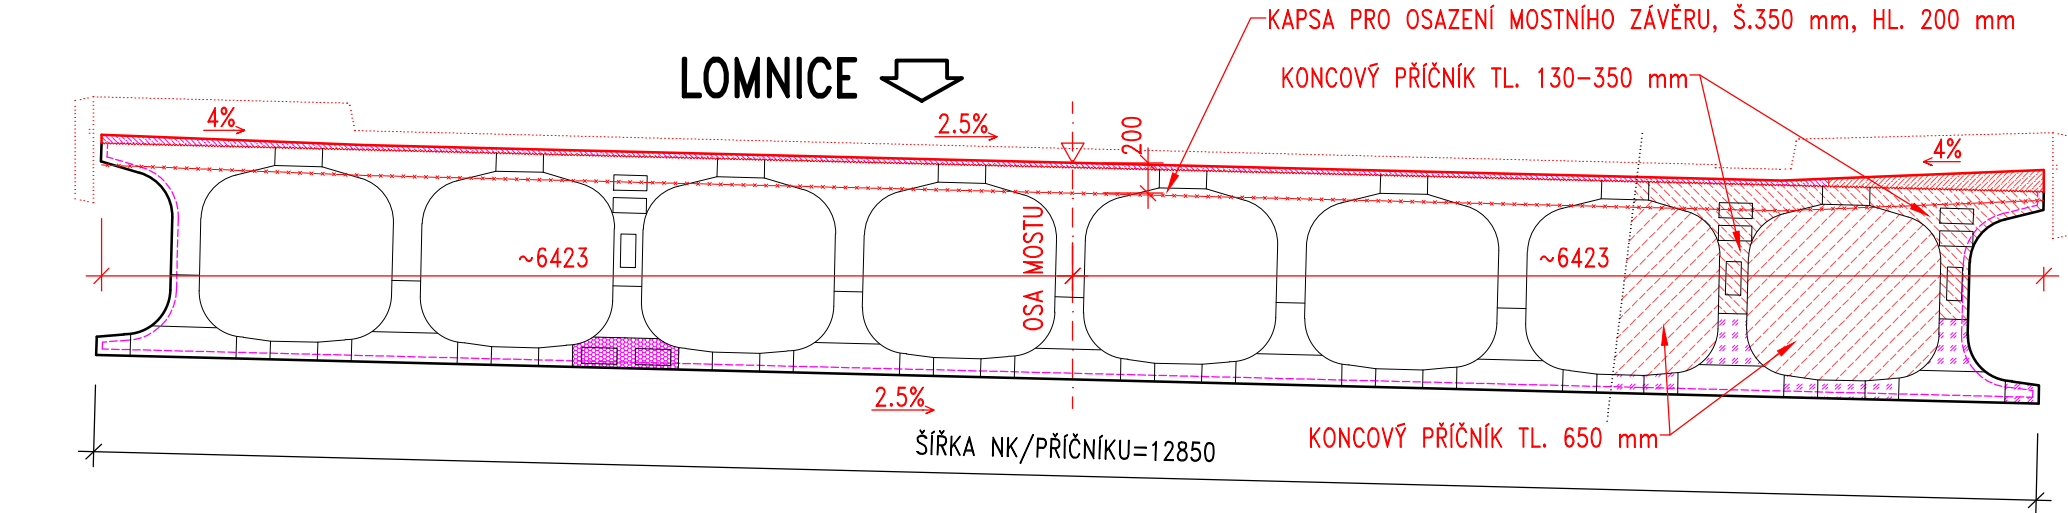 KAPSA PRO OSAZENÍ MOSTNÍHO ZÁVĚRU, Š.350 mm, HL. 200 mm
LOMNICE
KONCOVÝ PŘÍČNÍK TL. 130-350 mm
4%
2.5%
200
4%
~6423
OSA MOSTU
~6423
2.5%
KONCOVÝ PŘÍČNÍK TL. 650 mm
ŠÍŘKA NK/PŘÍČNÍKU=12850